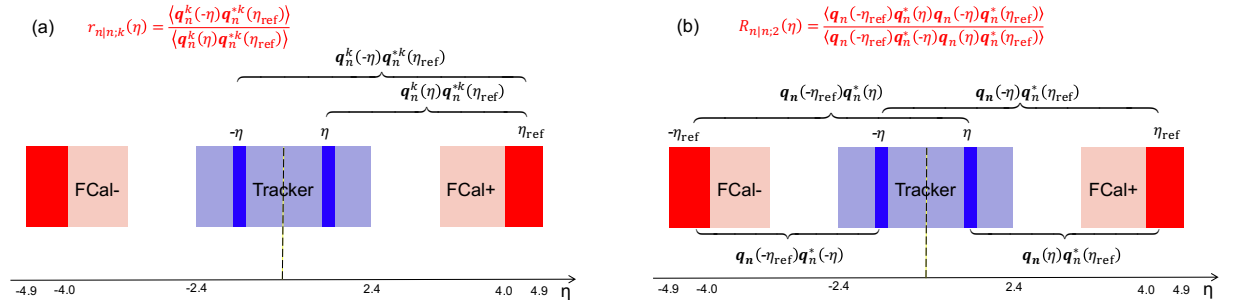 (a) r_{n|n;k}(η) = ⟨q_n^k(-η)q_n^{*k}(η_ref)⟩ / ⟨q_n^k(η)q_n^{*k}(η_ref)⟩
q_n^k(-η)q_n^{*k}(η_ref)
q_n^k(η)q_n^{*k}(η_ref)
-η η η_ref
FCal- Tracker FCal+
-4.9 -4.0 -2.4 2.4 4.0 4.9 η
(b) R_{n|n;2}(η) = ⟨q_n(-η_ref)q_n^*(η)q_n(-η)q_n^*(η_ref)⟩ / ⟨q_n(-η_ref)q_n^*(-η)q_n(η)q_n^*(η_ref)⟩
q_n(-η_ref)q_n^*(η) q_n(-η)q_n^*(η_ref)
-η_ref -η η η_ref
FCal- Tracker FCal+
q_n(-η_ref)q_n^*(-η) q_n(η)q_n^*(η_ref)
-4.9 -4.0 -2.4 2.4 4.0 4.9 η